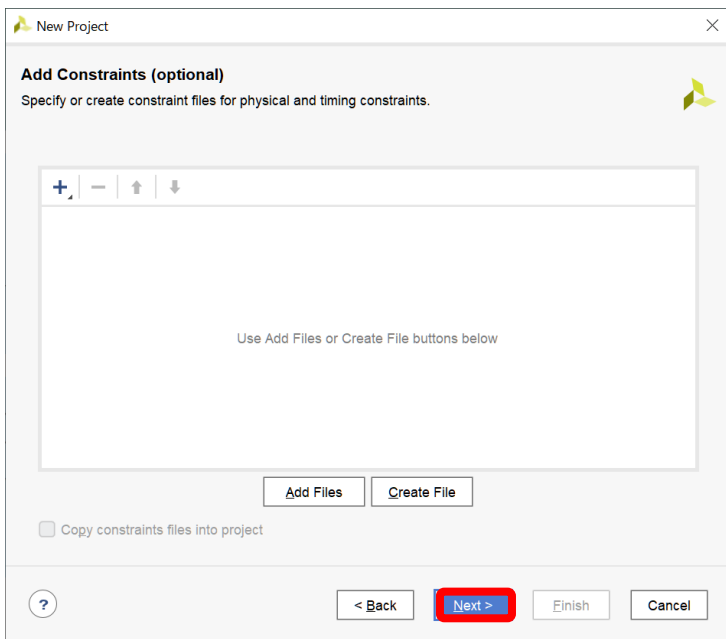 New Project
Add Constraints (optional)
Specify or create constraint files for physical and timing constraints.
Use Add Files or Create File buttons below
Add Files Create File
Copy constraints files into project
? < Back Next > Finish Cancel